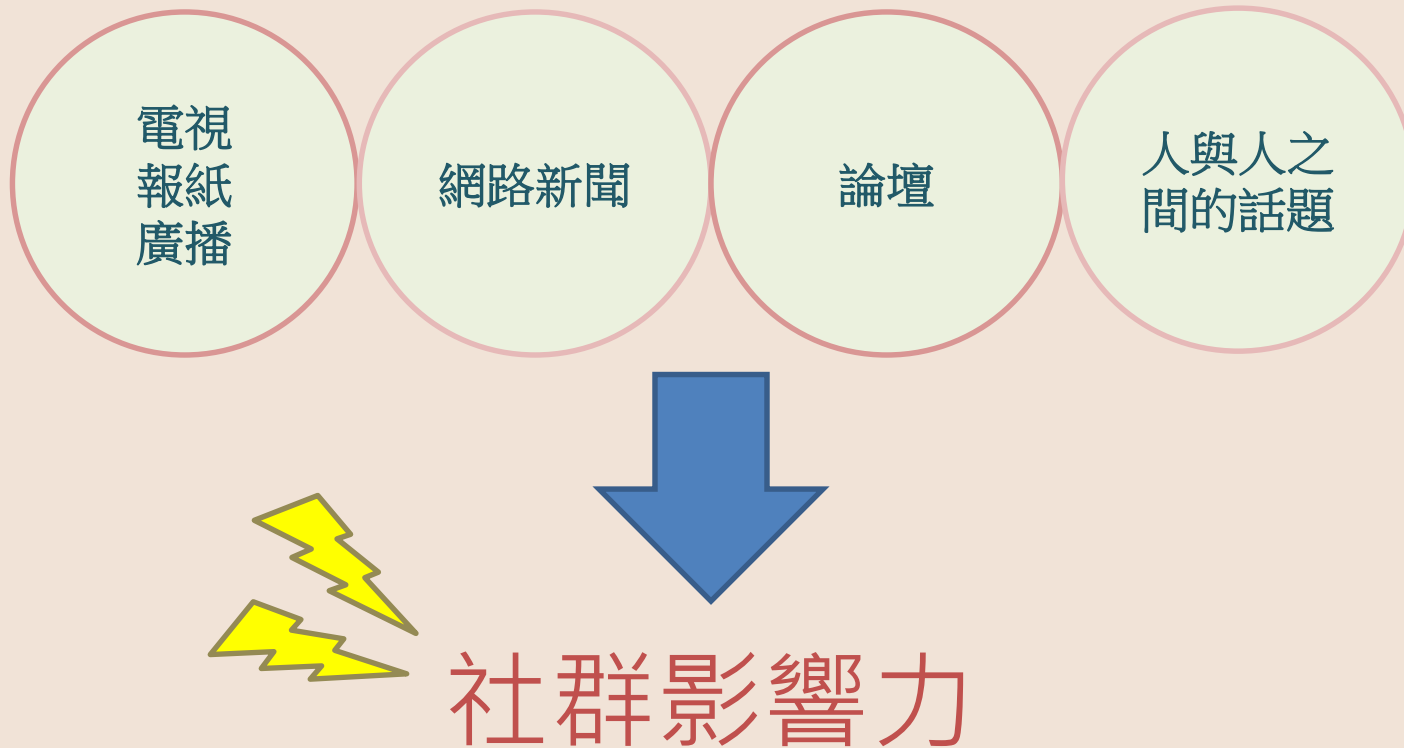 電視
報紙
廣播
網路新聞
論壇
人與人之
間的話題
社群影響力